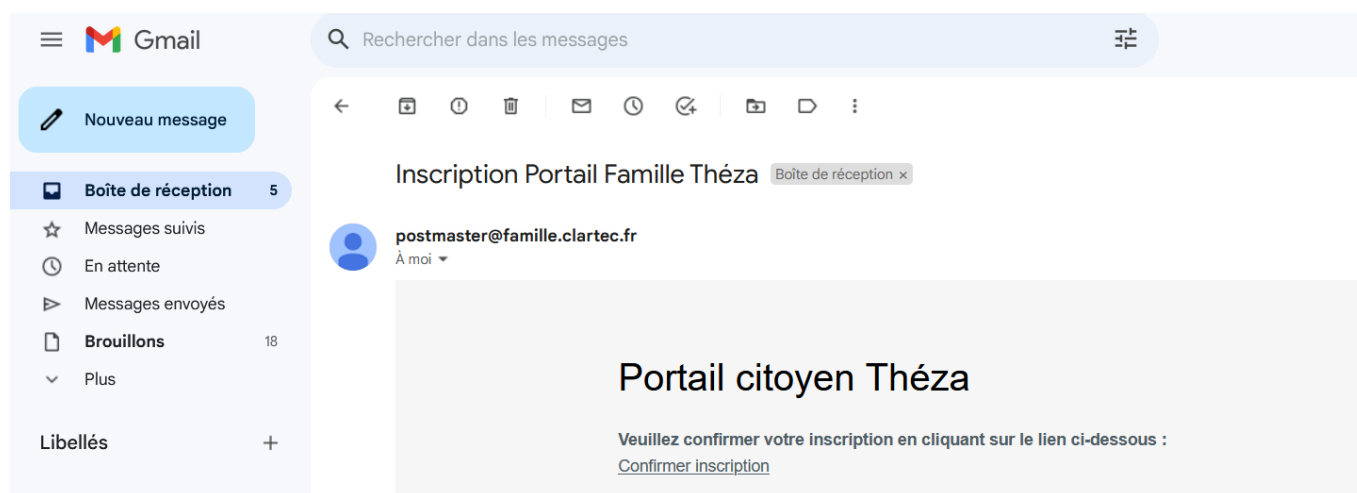 Gmail
Rechercher dans les messages
Nouveau message
Boîte de réception 5
Messages suivis
En attente
Messages envoyés
Brouillons 18
Plus
Libellés
Inscription Portail Famille Théza Boîte de réception ×
postmaster@famille.clartec.fr
À moi
Portail citoyen Théza
Veuillez confirmer votre inscription en cliquant sur le lien ci-dessous :
Confirmer inscription